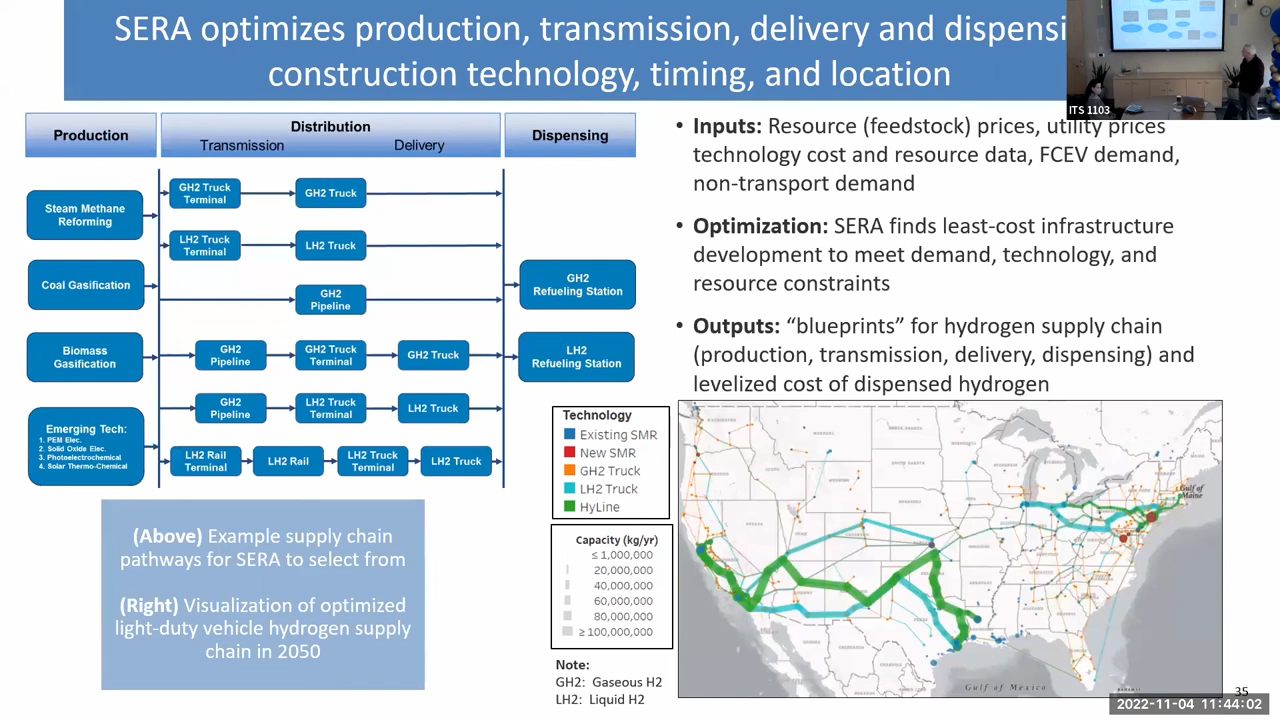 SERA optimizes production, transmission, delivery and dispensi
construction technology, timing, and location
ITS 1103
Production
Distribution
Transmission
Delivery
Dispensing
Steam Methane
Reforming
Coal Gasification
Biomass
Gasification
Emerging Tech:
1. PEM Elec.
2. Solid Oxide Elec.
3. Photoelectrochemical
4. Solar Thermo-Chemical
GH2 Truck
Terminal
GH2 Truck
LH2 Truck
Terminal
LH2 Truck
GH2
Pipeline
GH2
Pipeline
GH2 Truck
Terminal
GH2 Truck
GH2
Pipeline
LH2 Truck
Terminal
LH2 Truck
LH2 Rail
Terminal
LH2 Rail
LH2 Truck
Terminal
LH2 Truck
GH2
Refueling Station
LH2
Refueling Station
• Inputs: Resource (feedstock) prices, utility prices
technology cost and resource data, FCEV demand,
non-transport demand
• Optimization: SERA finds least-cost infrastructure
development to meet demand, technology, and
resource constraints
• Outputs: “blueprints” for hydrogen supply chain
(production, transmission, delivery, dispensing) and
levelized cost of dispensed hydrogen
(Above) Example supply chain
pathways for SERA to select from
(Right) Visualization of optimized
light-duty vehicle hydrogen supply
chain in 2050
Technology
Existing SMR
New SMR
GH2 Truck
LH2 Truck
HyLine
Capacity (kg/yr)
≤ 1,000,000
20,000,000
40,000,000
60,000,000
80,000,000
≥ 100,000,000
Note:
GH2: Gaseous H2
LH2: Liquid H2
Gulf of
Maine
Gulf of Mexico
35
2022-11-04 11:44:02